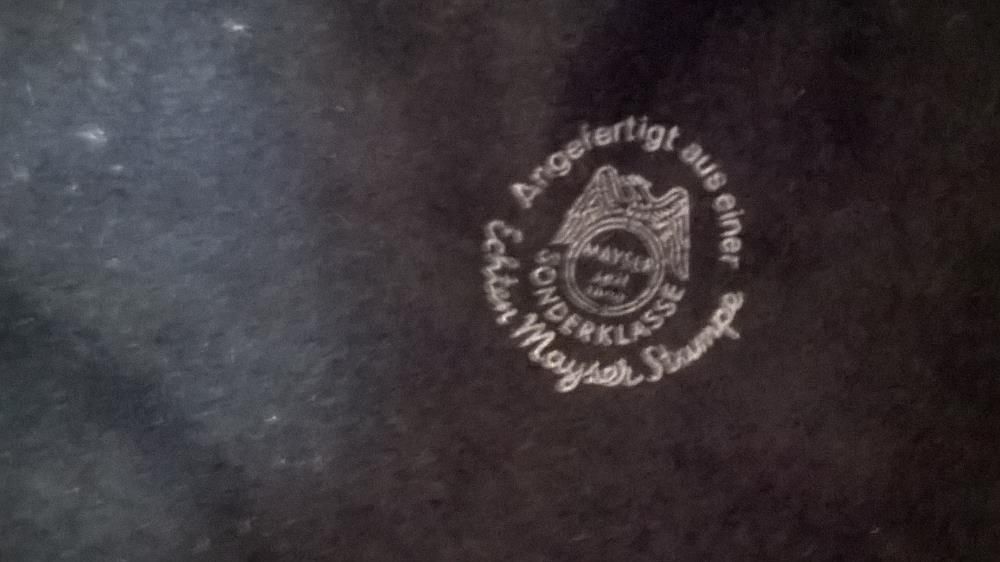 Angefertigt aus einer
Echten Mayser Stumpe
MAYSER
SONDERKLASSE